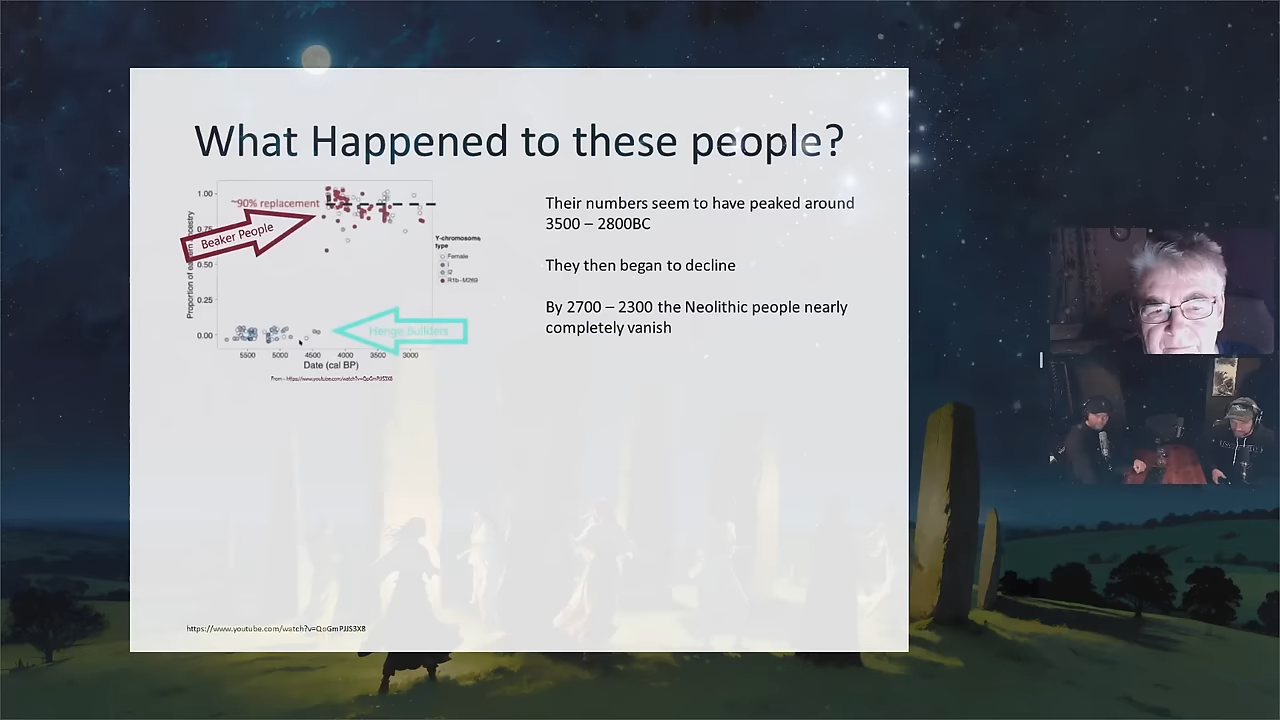 What Happened to these people?
1.00
~90% replacement
Beaker People
0.50
0.25
0.00
Henge Builders
5500 5000 4500 4000 3500 3000
Date (cal BP)
Y-chromosome
type
Female
I
I2
R1b-M269
From - https://www.youtube.com/watch?v=QoGmPJJS3X8
Their numbers seem to have peaked around
3500 – 2800BC
They then began to decline
By 2700 – 2300 the Neolithic people nearly
completely vanish
https://www.youtube.com/watch?v=QoGmPJJS3X8